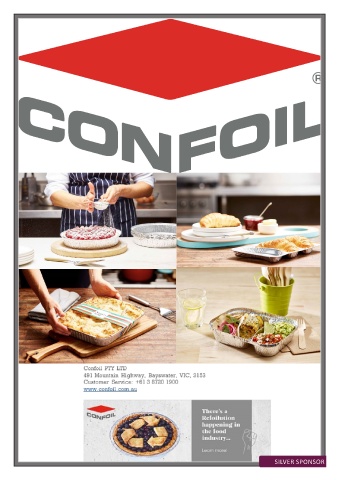 CONFOIL
®
Confoil PTY LTD
491 Mountain Highway, Bayswater, VIC, 3153
Customer Service: +61 3 8720 1900
www.confoil.com.au
CONFOIL
There's a
Refoilution
happening in
the food
industry...
SILVER SPONSOR